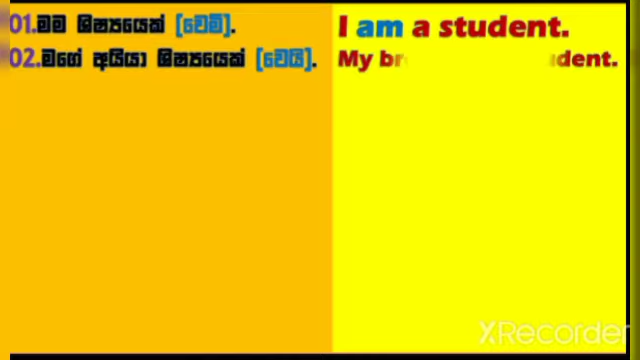 01.මම ශිෂ්‍යයෙක් [වෙමි]. I am a student.
02.මගේ අයියා ශිෂ්‍යයෙක් [වෙයි]. My
XRecorder